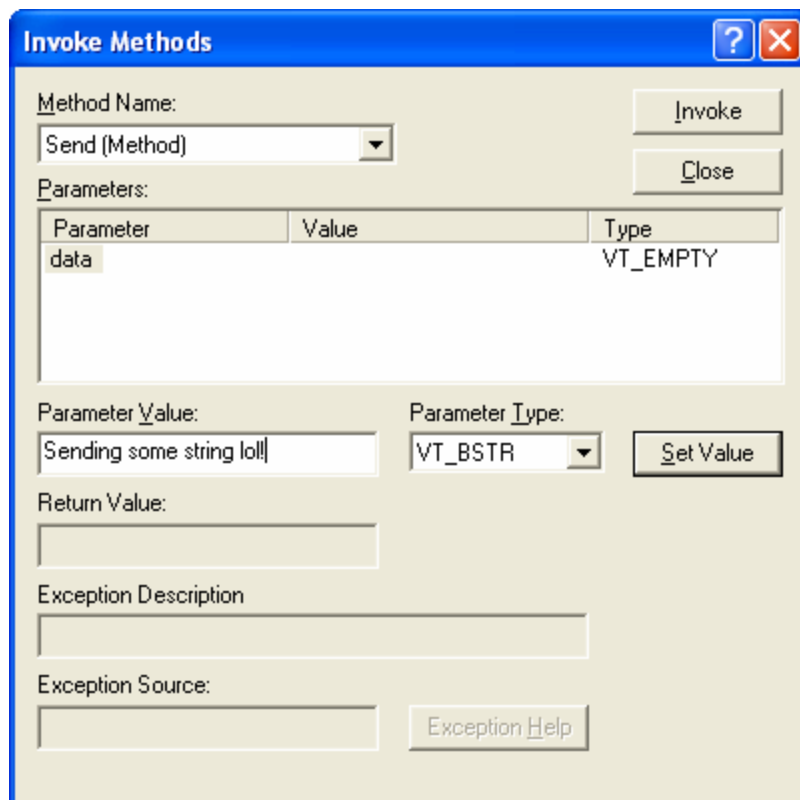 Invoke Methods
Method Name:
Invoke
Send (Method)
Close
Parameters:
Parameter Value Type
data VT_EMPTY
Parameter Value: Parameter Type:
Sending some string lol!
VT_BSTR
Set Value
Return Value:
Exception Description
Exception Source:
Exception Help